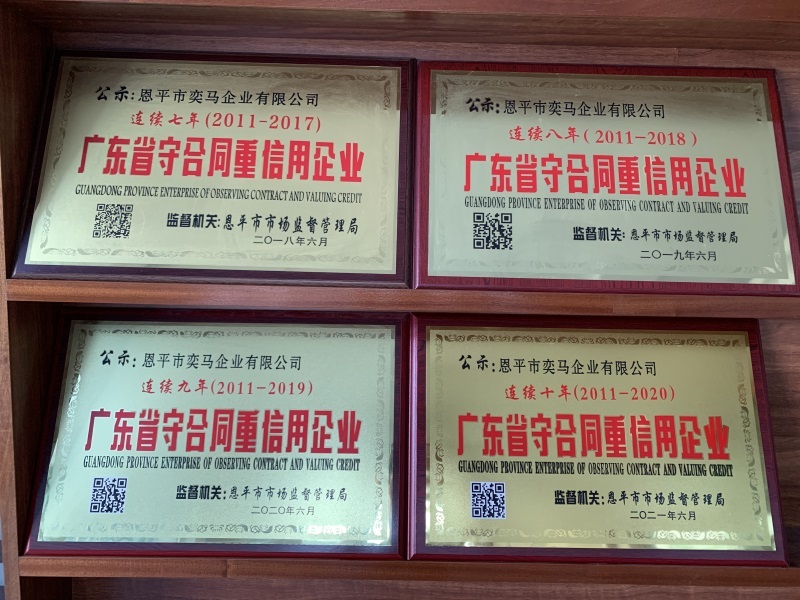 公示:恩平市奕马企业有限公司
连续七年(2011-2017)
广东省守合同重信用企业
GUANGDONG PROVINCE ENTERPRISE OF OBSERVING CONTRACT AND VALUING CREDIT
监督机关:恩平市市场监督管理局
二〇一八年六月
公示:恩平市奕马企业有限公司
连续八年(2011-2018)
广东省守合同重信用企业
GUANGDONG PROVINCE ENTERPRISE OF OBSERVING CONTRACT AND VALUING CREDIT
监督机关:恩平市市场监督管理局
二〇一九年六月
公示:恩平市奕马企业有限公司
连续九年(2011-2019)
广东省守合同重信用企业
GUANGDONG PROVINCE ENTERPRISE OF OBSERVING CONTRACT AND VALUING CREDIT
监督机关:恩平市市场监督管理局
二〇二〇年六月
公示:恩平市奕马企业有限公司
连续十年(2011-2020)
广东省守合同重信用企业
GUANGDONG PROVINCE ENTERPRISE OF OBSERVING CONTRACT AND VALUING CREDIT
监督机关:恩平市市场监督管理局
二〇二一年六月